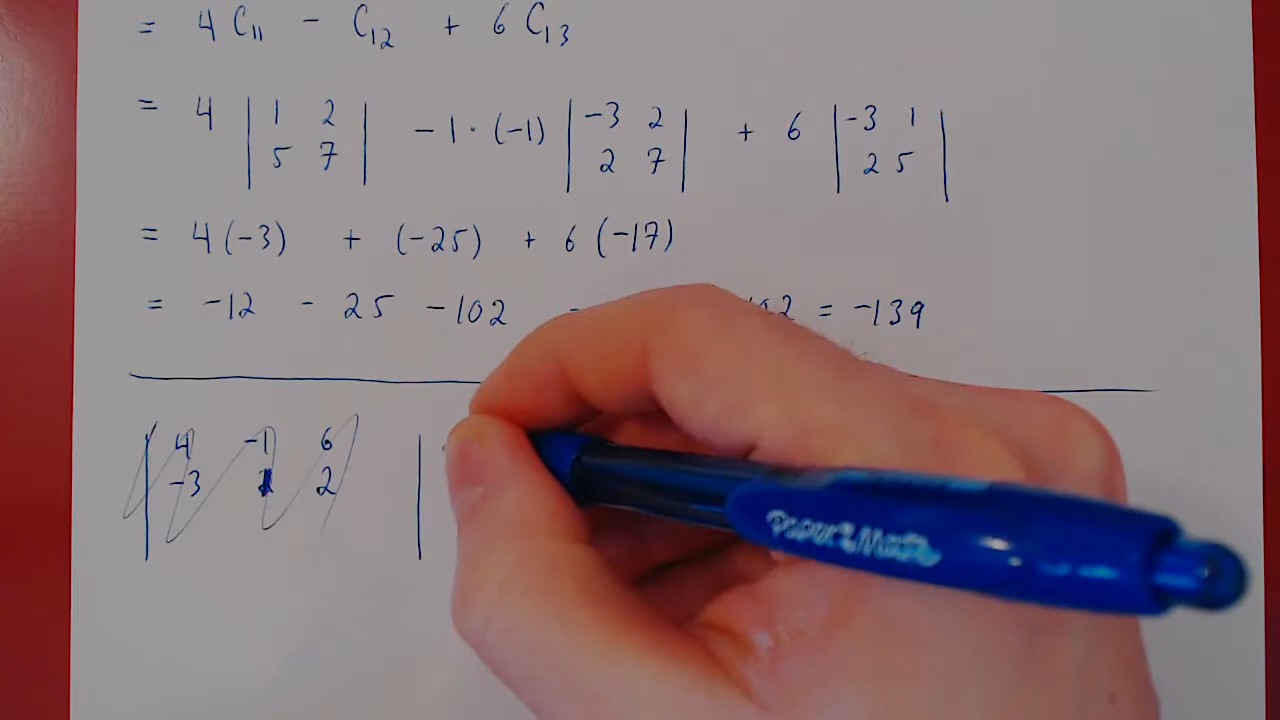 = 4 C₁₁ - C₁₂ + 6 C₁₃
= 4 | 1 2 | - 1 · (-1) | -3 2 | + 6 | -3 1 |
| 5 7 | | 2 7 | | 2 5 |
= 4 (-3) + (-25) + 6 (-17)
= -12 - 25 - 102 = -139
| 4 -1 6 |
-3 2
Paper Mate